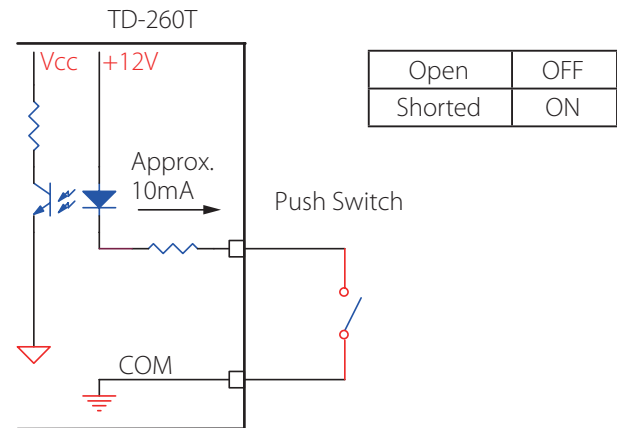 TD-260T
Vcc +12V
Open OFF
Shorted ON
Approx.
10mA
Push Switch
COM